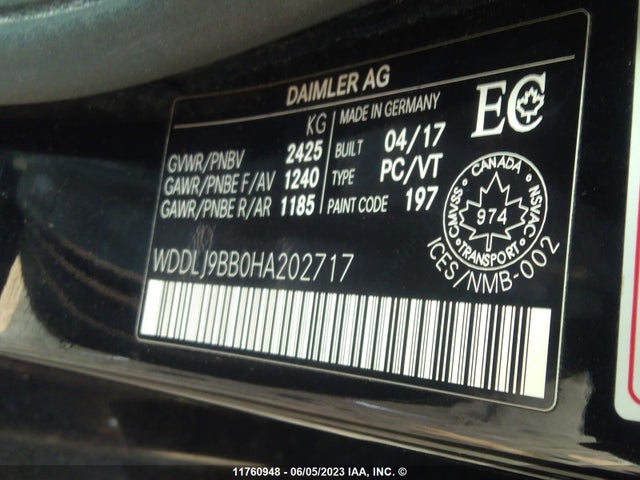 DAIMLER AG
KG MADE IN GERMANY
GVWR/PNBV 2425 BUILT 04/17
GAWR/PNBE F/AV 1240 TYPE PC/VT
GAWR/PNBE R/AR 1185 PAINT CODE 197
EC
CANADA
CMVSS 974 NSVAC
TRANSPORT
ICES/NMB-002
WDDLJ9BB0HA202717
11760948 - 06/05/2023 IAA, INC. ©